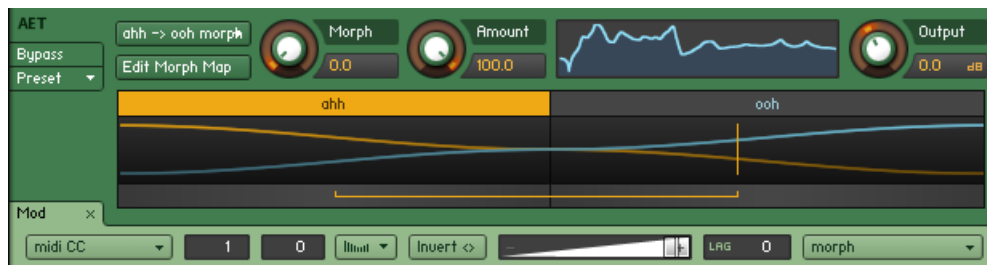 AET
Bypass
Preset
ahh -> ooh morph
Edit Morph Map
Morph
0.0
Amount
100.0
Output
0.0 dB
ahh
ooh
Mod ×
midi CC
1
0
Invert <>
LAG 0
morph